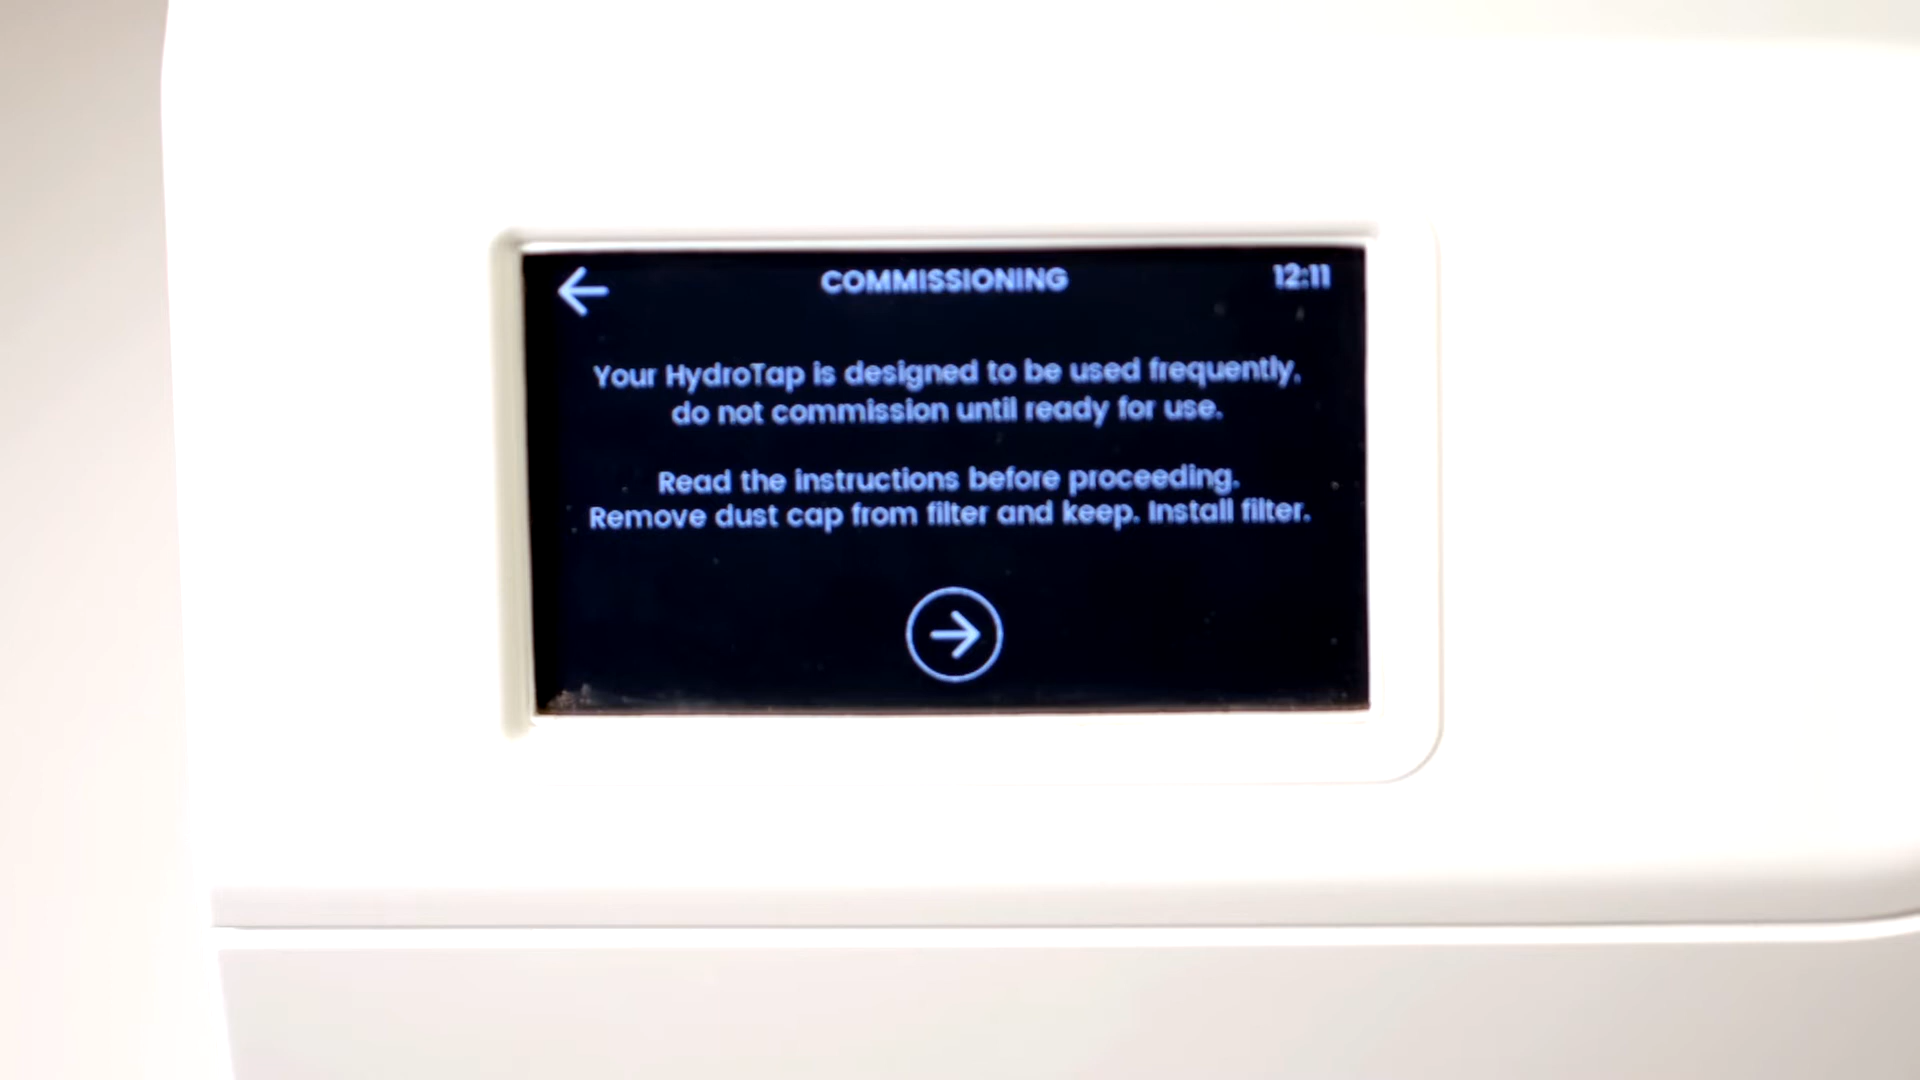 COMMISSIONING 12:11
Your HydroTap is designed to be used frequently,
do not commission until ready for use.
Read the instructions before proceeding.
Remove dust cap from filter and keep. Install filter.